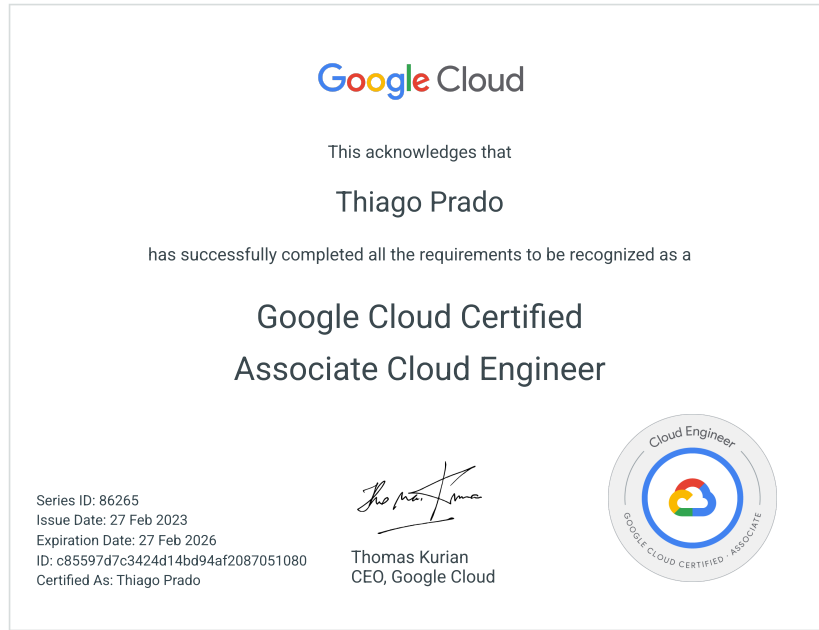 Google Cloud
This acknowledges that
Thiago Prado
has successfully completed all the requirements to be recognized as a
Google Cloud Certified
Associate Cloud Engineer
Series ID: 86265
Issue Date: 27 Feb 2023
Expiration Date: 27 Feb 2026
ID: c85597d7c3424d14bd94af2087051080
Certified As: Thiago Prado
Thomas Kurian
CEO, Google Cloud
Cloud Engineer
GOOGLE CLOUD CERTIFIED · ASSOCIATE